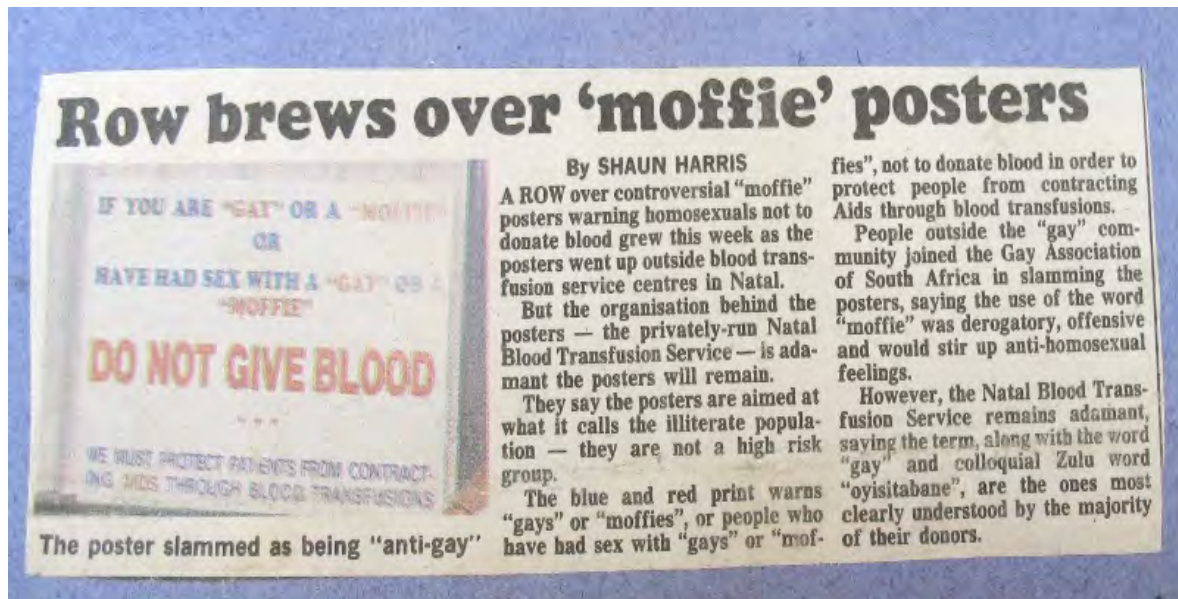 Row brews over ‘moffie’ posters
IF YOU ARE "GAY" OR A "MOFFIE"
OR
HAVE HAD SEX WITH A "GAY" OR A
"MOFFIE"
DO NOT GIVE BLOOD
WE MUST PROTECT PATIENTS FROM CONTRACT-
ING AIDS THROUGH BLOOD TRANSFUSIONS
The poster slammed as being "anti-gay"
By SHAUN HARRIS
A ROW over controversial "moffie"
posters warning homosexuals not to
donate blood grew this week as the
posters went up outside blood trans-
fusion service centres in Natal.
But the organisation behind the
posters — the privately-run Natal
Blood Transfusion Service — is ada-
mant the posters will remain.
They say the posters are aimed at
what it calls the illiterate popula-
tion — they are not a high risk
group.
The blue and red print warns
"gays" or "moffies", or people who
have had sex with "gays" or "mof-
fies", not to donate blood in order to
protect people from contracting
Aids through blood transfusions.
People outside the "gay" com-
munity joined the Gay Association
of South Africa in slamming the
posters, saying the use of the word
"moffie" was derogatory, offensive
and would stir up anti-homosexual
feelings.
However, the Natal Blood Trans-
fusion Service remains adamant,
saying the term, along with the word
"gay" and colloquial Zulu word
"oyisitabane", are the ones most
clearly understood by the majority
of their donors.